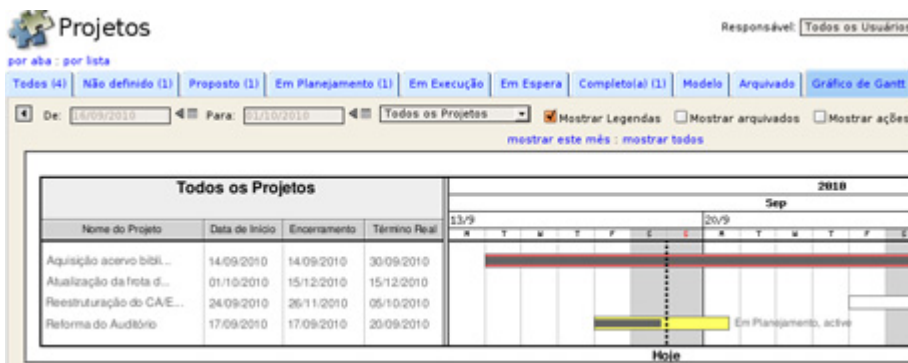 Projetos
Responsável: Todos os Usuários
por aba : por lista
Todos (4) Não definido (1) Proposto (1) Em Planejamento (1) Em Execução Em Espera Completo(a) (1) Modelo Arquivado Gráfico de Gantt
De: 16/09/2010 Para: 01/10/2010 Todos os Projetos Mostrar Legendas Mostrar arquivados Mostrar ações
mostrar este mês : mostrar todos
Todos os Projetos 2010
Sep
13/9 20/9
Nome do Projeto Data de Início Encerramento Término Real M T W T F S S M T W T F S
Aquisição acervo bibli... 14/09/2010 14/09/2010 30/09/2010
Atualização da frota d... 01/10/2010 15/12/2010 15/12/2010
Reestruturação do CA/E... 24/09/2010 26/11/2010 05/10/2010
Reforma do Auditório 17/09/2010 17/09/2010 20/09/2010 Em Planejamento, active
Hoje